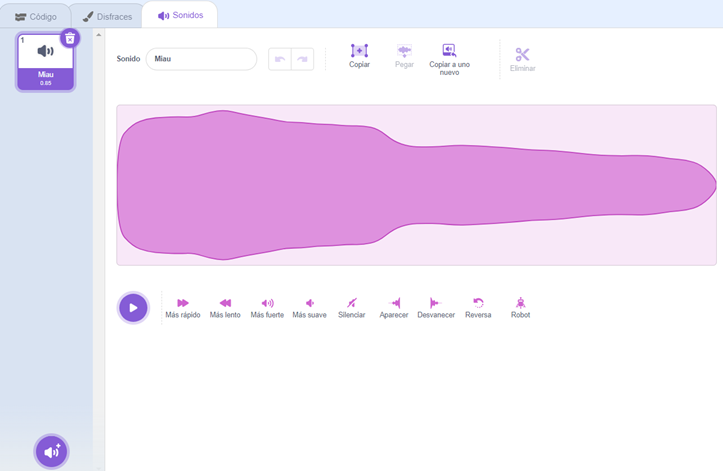 Código
Disfraces
Sonidos
1
Miau
0.85
Sonido
Miau
Copiar
Pegar
Copiar a uno
nuevo
Eliminar
Más rápido
Más lento
Más fuerte
Más suave
Silenciar
Aparecer
Desvanecer
Reversa
Robot